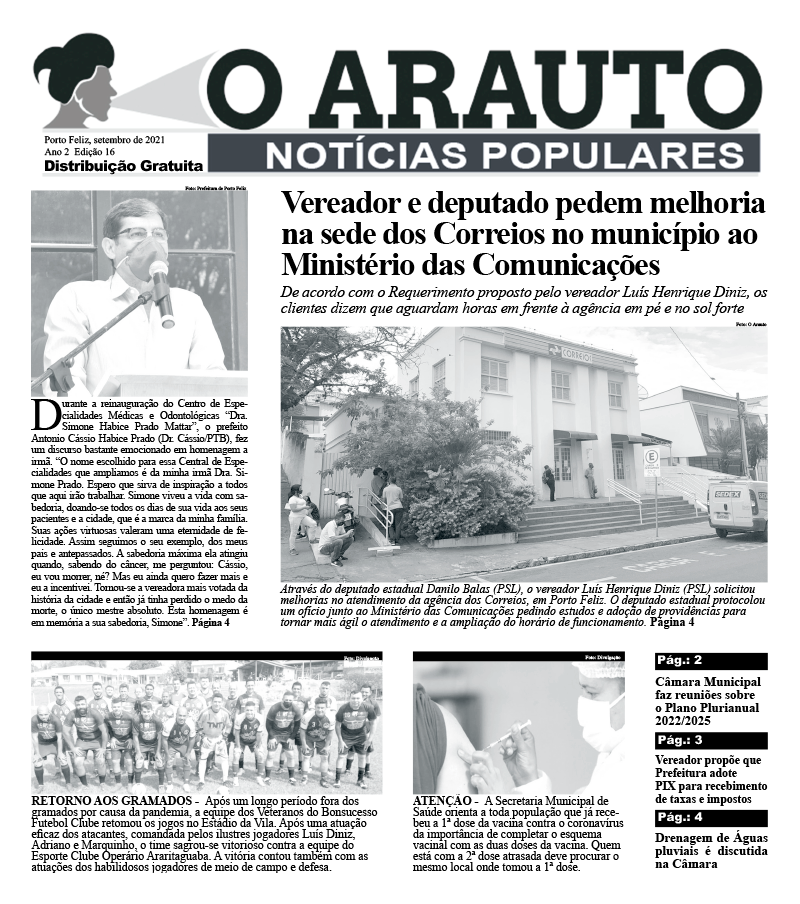 O ARAUTO
NOTÍCIAS POPULARES
Porto Feliz, setembro de 2021
Ano 2 Edição 16
Distribuição Gratuita
Foto: Prefeitura de Porto Feliz
Durante a reinauguração do Centro de Espe-
cialidades Médicas e Odontológicas “Dra.
Simone Habice Prado Mattar”, o prefeito
Antonio Cássio Habice Prado (Dr. Cássio/PTB), fez
um discurso bastante emocionado em homenagem a
irmã. “O nome escolhido para essa Central de Espe-
cialidades que ampliamos é da minha irmã Dra. Si-
mone Prado. Espero que sirva de inspiração a todos
que aqui irão trabalhar. Simone viveu a vida com sa-
bedoria, doando-se todos os dias de sua vida aos seus
pacientes e a cidade, que é a marca da minha família.
Suas ações virtuosas valeram uma eternidade de fe-
licidade. Assim seguimos o seu exemplo, dos meus
pais e antepassados. A sabedoria máxima ela atingiu
quando, sabendo do câncer, me perguntou: Cássio,
eu vou morrer, né? Mas eu ainda quero fazer mais e
eu a incentivei. Tornou-se a vereadora mais votada da
história da cidade e então já tinha perdido o medo da
morte, o único mestre absoluto. Esta homenagem é
em memória a sua sabedoria, Simone”. Página 4
Vereador e deputado pedem melhoria
na sede dos Correios no município ao
Ministério das Comunicações
De acordo com o Requerimento proposto pelo vereador Luís Henrique Diniz, os
clientes dizem que aguardam horas em frente à agência em pé e no sol forte
Foto: O Arauto
CORREIOS
E
SEDEX
Através do deputado estadual Danilo Balas (PSL), o vereador Luís Henrique Diniz (PSL) solicitou
melhorias no atendimento da agência dos Correios, em Porto Feliz. O deputado estadual protocolou
um ofício junto ao Ministério das Comunicações pedindo estudos e adoção de providências para
tornar mais ágil o atendimento e a ampliação do horário de funcionamento. Página 4
Foto: Divulgação
RETORNO AOS GRAMADOS - Após um longo período fora dos
gramados por causa da pandemia, a equipe dos Veteranos do Bonsucesso
Futebol Clube retomou os jogos no Estádio da Vila. Após uma atuação
eficaz dos atacantes, comandada pelos ilustres jogadores Luís Diniz,
Adriano e Marquinho, o time sagrou-se vitorioso contra a equipe do
Esporte Clube Operário Araritaguaba. A vitória contou também com as
atuações dos habilidosos jogadores de meio de campo e defesa.
Foto: Divulgação
ATENÇÃO - A Secretaria Municipal de
Saúde orienta a toda população que já rece-
beu a 1ª dose da vacina contra o coronavírus
da importância de completar o esquema
vacinal com as duas doses da vacina. Quem
está com a 2ª dose atrasada deve procurar o
mesmo local onde tomou a 1ª dose.
Pág.: 2
Câmara Municipal
faz reuniões sobre
o Plano Plurianual
2022/2025
Pág.: 3
Vereador propõe que
Prefeitura adote
PIX para recebimento
de taxas e impostos
Pág.: 4
Drenagem de Águas
pluviais é discutida
na Câmara